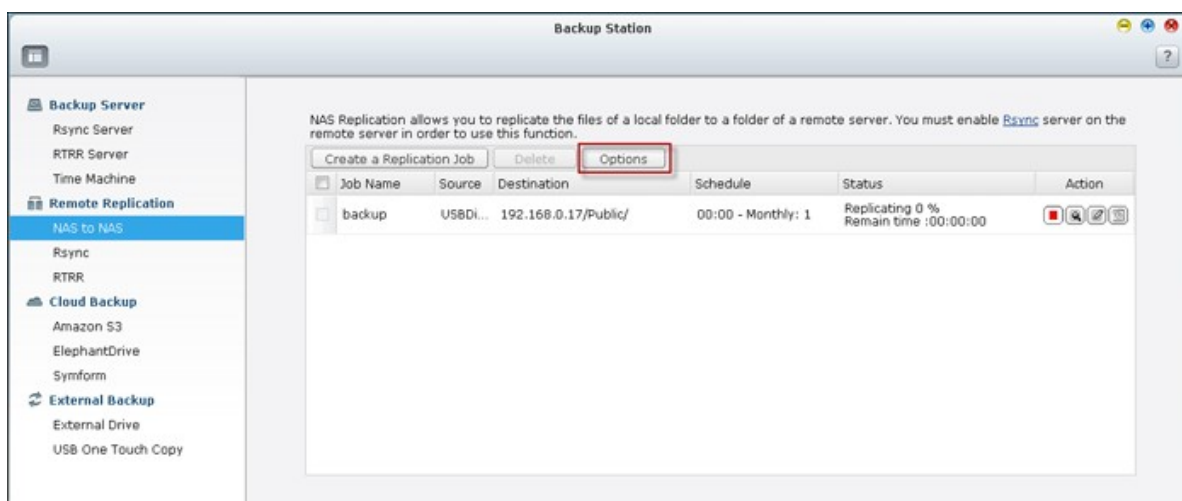 Backup Station
?
Backup Server
Rsync Server
RTRR Server
Time Machine
Remote Replication
NAS to NAS
Rsync
RTRR
Cloud Backup
Amazon S3
ElephantDrive
Symform
External Backup
External Drive
USB One Touch Copy
NAS Replication allows you to replicate the files of a local folder to a folder of a remote server. You must enable Rsync server on the
remote server in order to use this function.
Create a Replication Job Delete Options
Job Name Source Destination Schedule Status Action
backup USBDi... 192.168.0.17/Public/ 00:00 - Monthly: 1 Replicating 0 %
Remain time :00:00:00